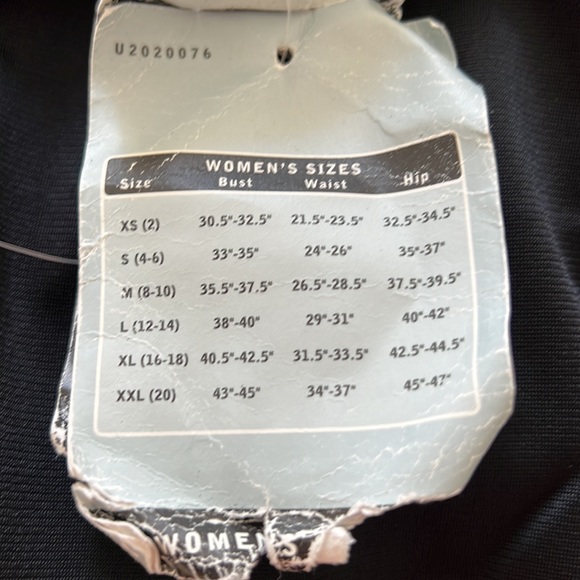 U2020076
WOMEN'S SIZES
Size Bust Waist Hip
XS (2) 30.5"-32.5" 21.5"-23.5" 32.5"-34.5"
S (4-6) 33"-35" 24"-26" 35"-37"
M (8-10) 35.5"-37.5" 26.5"-28.5" 37.5"-39.5"
L (12-14) 38"-40" 29"-31" 40"-42"
XL (16-18) 40.5"-42.5" 31.5"-33.5" 42.5"-44.5"
XXL (20) 43"-45" 34"-37" 45"-47"
WOMEN'S